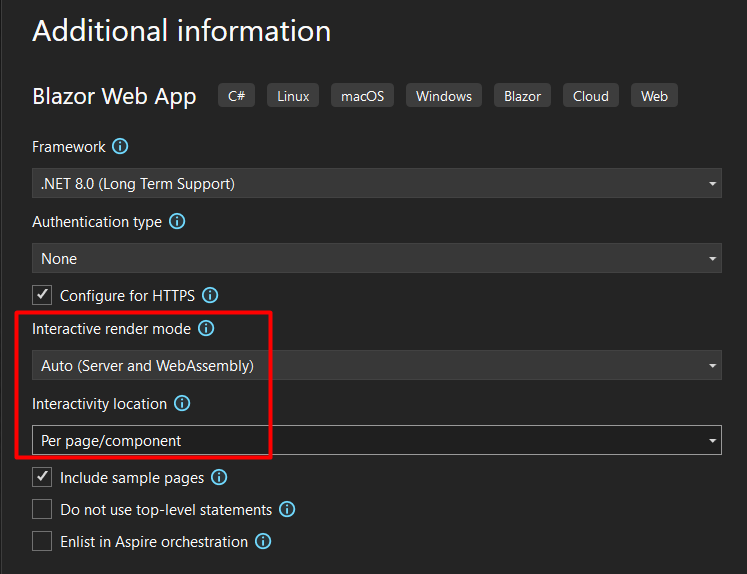 Additional information
Blazor Web App C# Linux macOS Windows Blazor Cloud Web
Framework
.NET 8.0 (Long Term Support)
Authentication type
None
Configure for HTTPS
Interactive render mode
Auto (Server and WebAssembly)
Interactivity location
Per page/component
Include sample pages
Do not use top-level statements
Enlist in Aspire orchestration